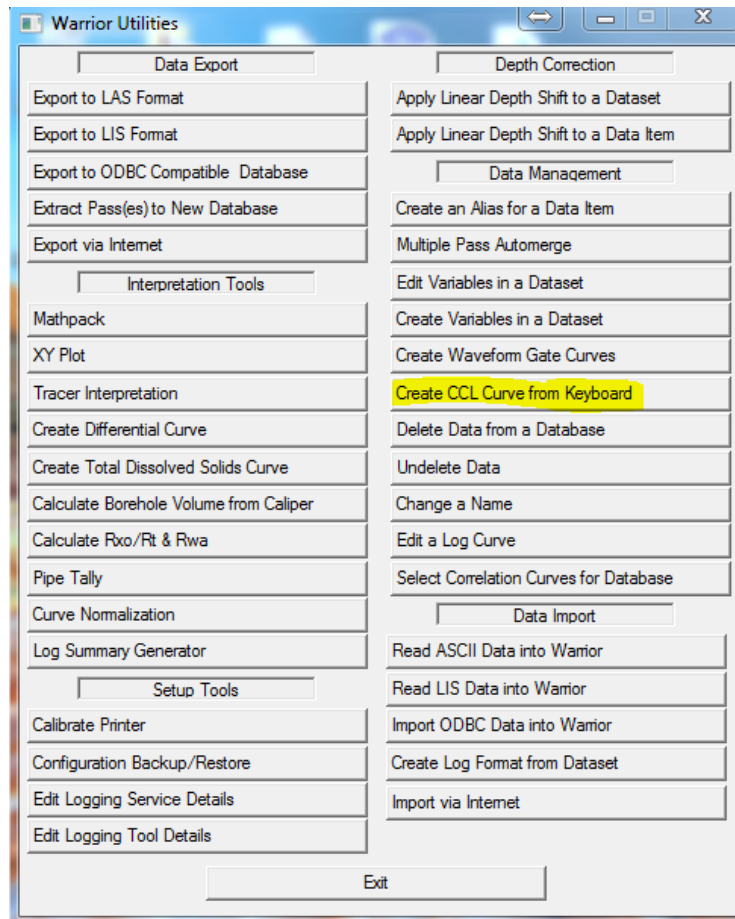 Warrior Utilities
Data Export
Export to LAS Format
Export to LIS Format
Export to ODBC Compatible Database
Extract Pass(es) to New Database
Export via Internet
Interpretation Tools
Mathpack
XY Plot
Tracer Interpretation
Create Differential Curve
Create Total Dissolved Solids Curve
Calculate Borehole Volume from Caliper
Calculate Rxo/Rt & Rwa
Pipe Tally
Curve Normalization
Log Summary Generator
Setup Tools
Calibrate Printer
Configuration Backup/Restore
Edit Logging Service Details
Edit Logging Tool Details
Depth Correction
Apply Linear Depth Shift to a Dataset
Apply Linear Depth Shift to a Data Item
Data Management
Create an Alias for a Data Item
Multiple Pass Automerge
Edit Variables in a Dataset
Create Variables in a Dataset
Create Waveform Gate Curves
Create CCL Curve from Keyboard
Delete Data from a Database
Undelete Data
Change a Name
Edit a Log Curve
Select Correlation Curves for Database
Data Import
Read ASCII Data into Warrior
Read LIS Data into Warrior
Import ODBC Data into Warrior
Create Log Format from Dataset
Import via Internet
Exit